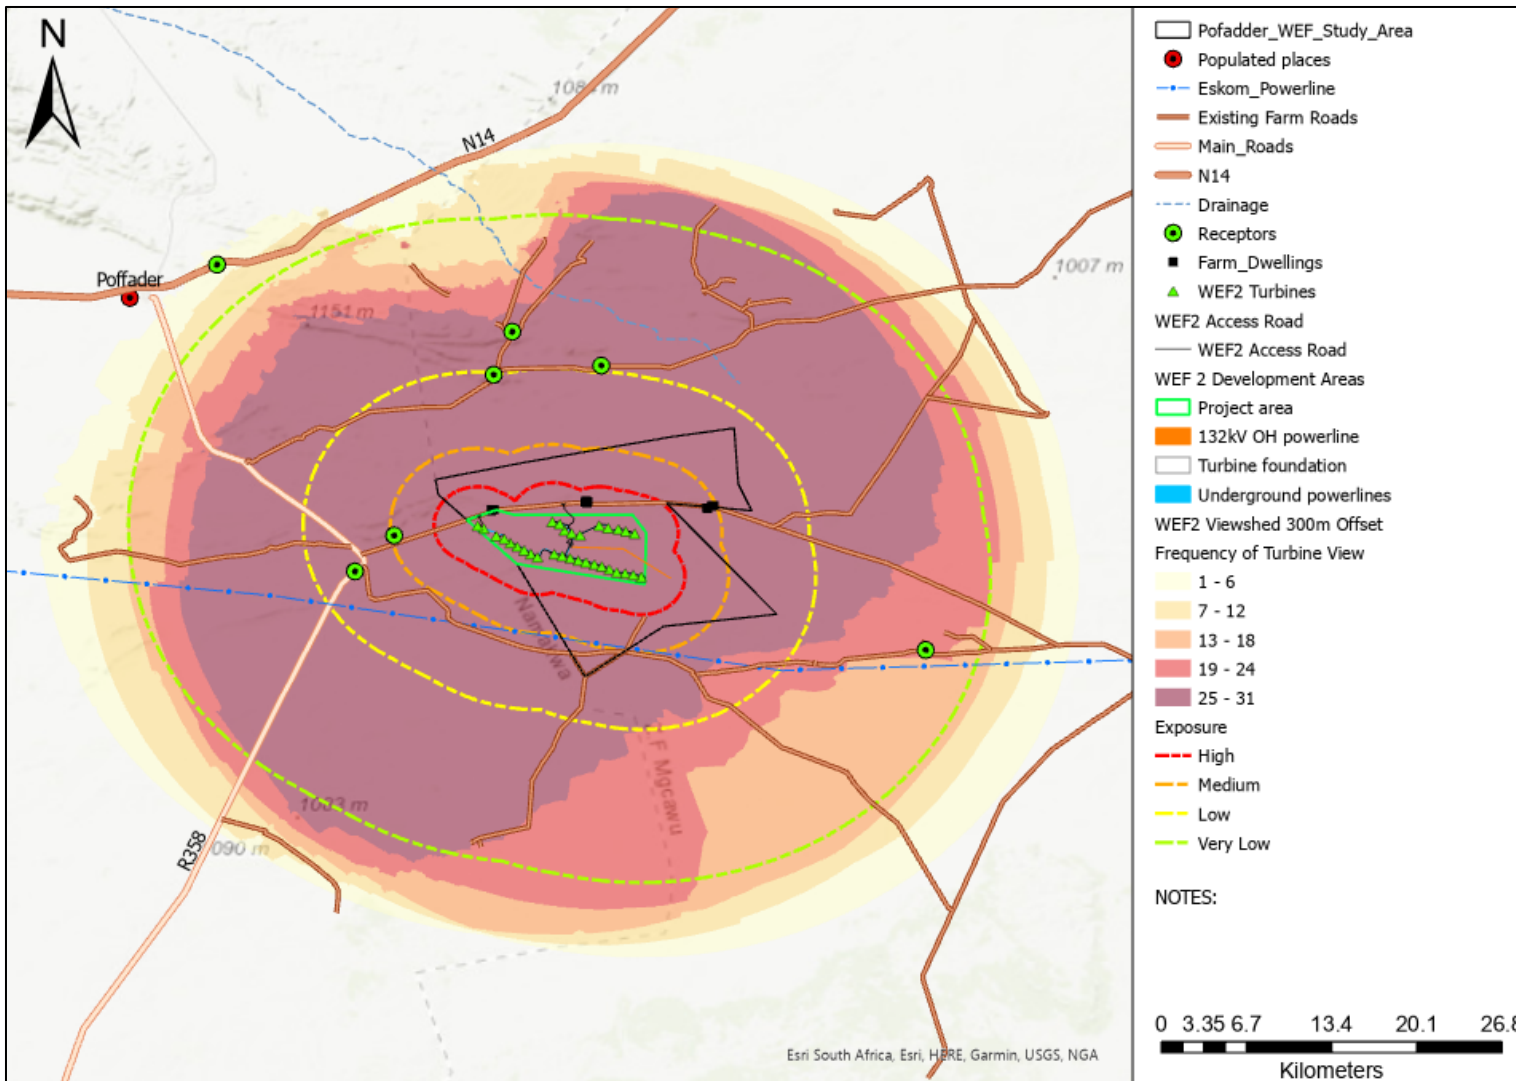 N
108 m
N14
1007 m
Poffader
1151 m
Namakwa
Z F Mgcawu
1083 m
090 m
R358
Esri South Africa, Esri, HERE, Garmin, USGS, NGA
Pofadder_WEF_Study_Area
Populated places
Eskom_Powerline
Existing Farm Roads
Main_Roads
N14
Drainage
Receptors
Farm_Dwellings
WEF2 Turbines
WEF2 Access Road
WEF2 Access Road
WEF 2 Development Areas
Project area
132kV OH powerline
Turbine foundation
Underground powerlines
WEF2 Viewshed 300m Offset
Frequency of Turbine View
1 - 6
7 - 12
13 - 18
19 - 24
25 - 31
Exposure
High
Medium
Low
Very Low
NOTES:
0 3.35 6.7 13.4 20.1 26.8
Kilometers